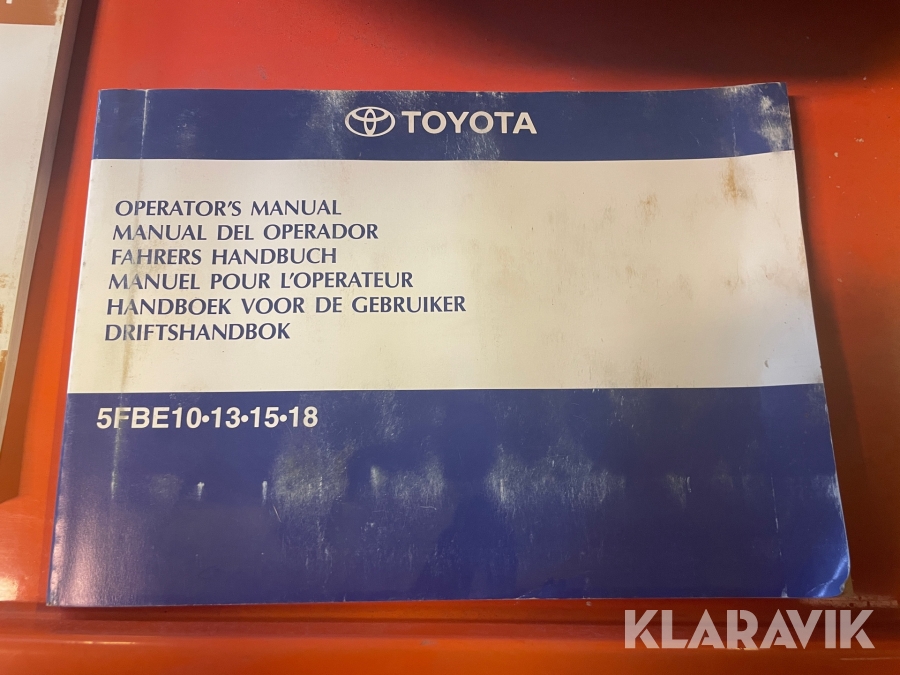 TOYOTA
OPERATOR'S MANUAL
MANUAL DEL OPERADOR
FAHRERS HANDBUCH
MANUEL POUR L'OPERATEUR
HANDBOEK VOOR DE GEBRUIKER
DRIFTSHANDBOK
5FBE10•13•15•18
KLARAVIK